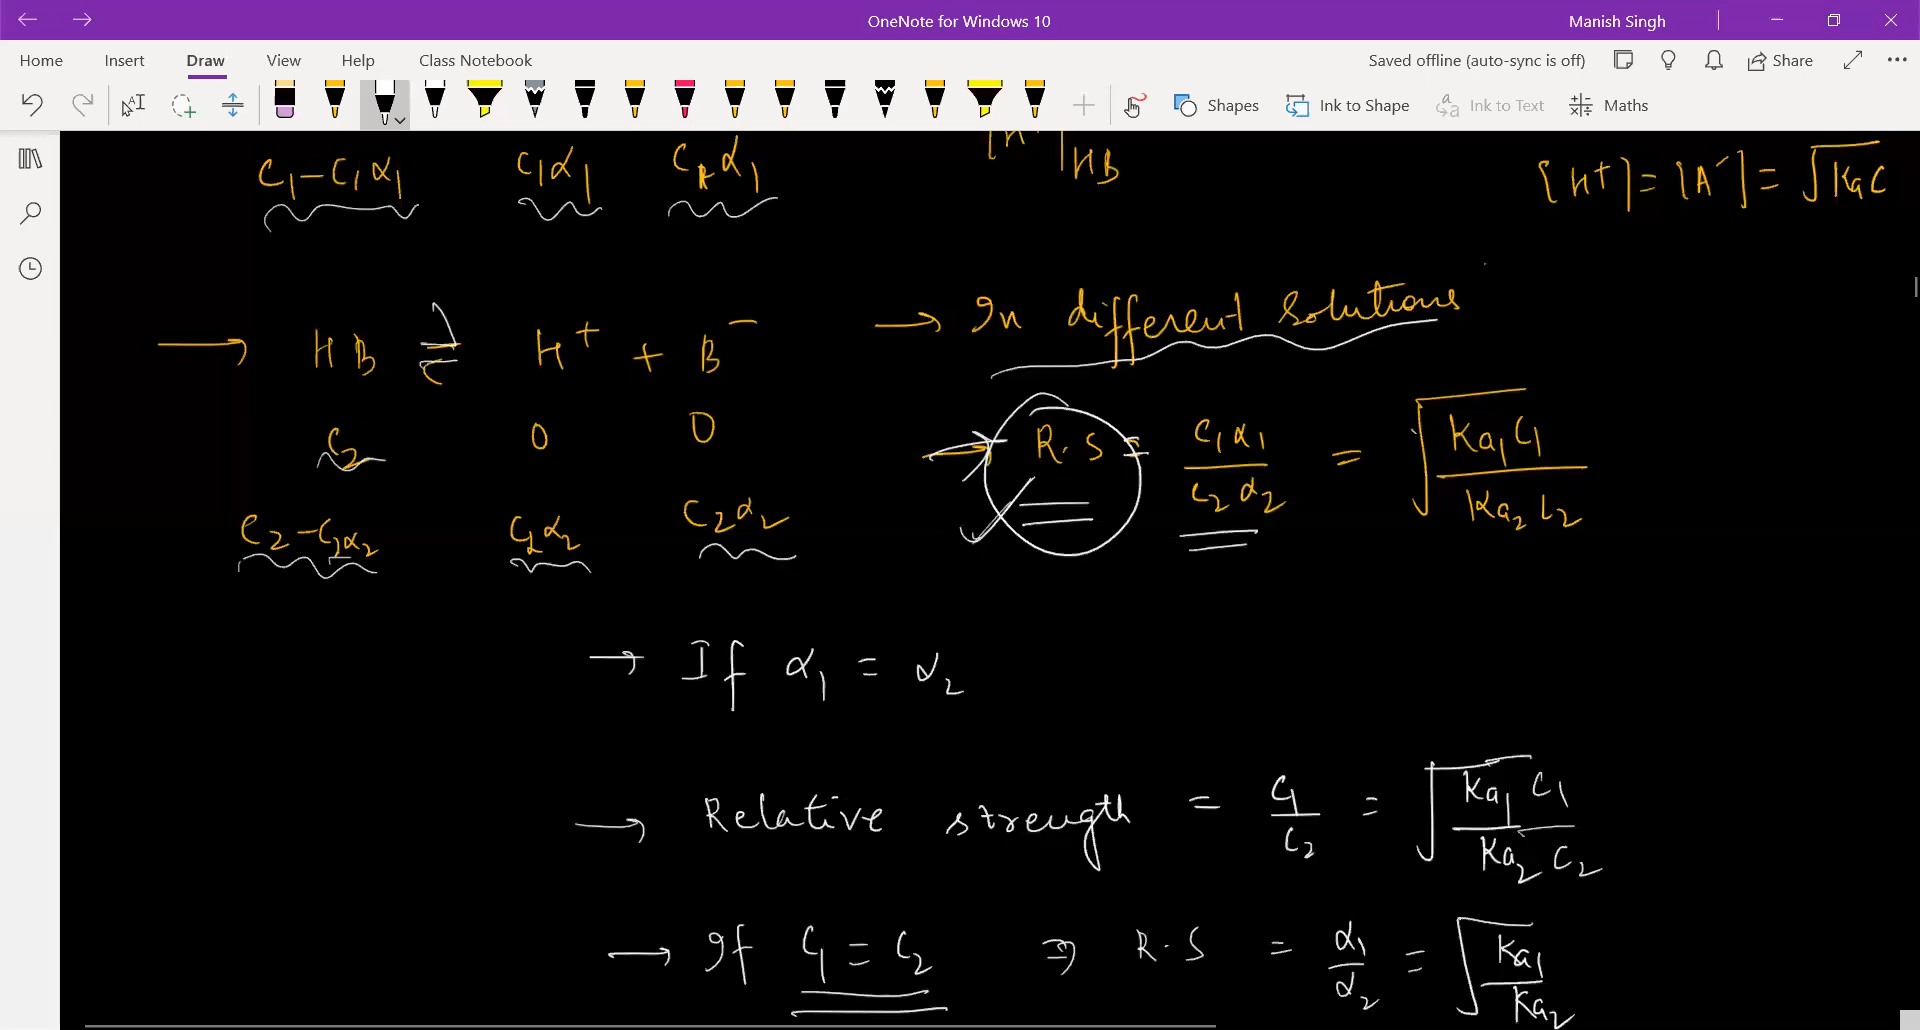 OneNote for Windows 10
Manish Singh
Home Insert Draw View Help Class Notebook
Saved offline (auto-sync is off)
Share
Shapes
Ink to Shape
Ink to Text
Maths
C₁-C₁α₁ C₁α₁ C₁α₁
HB
[H⁺] = [A⁻] = √KaC
→ HB ⇌ H⁺ + B⁻
C₂ 0 0
C₂-C₂α₂ C₂α₂ C₂α₂
→ In different solutions
→ R.S = C₁α₁/C₂α₂ = √(Ka₁C₁/Ka₂C₂)
→ If α₁ = α₂
→ Relative strength = C₁/C₂ = √(Ka₁C₁/Ka₂C₂)
→ If C₁ = C₂ ⇒ R.S = α₁/α₂ = √(Ka₁/Ka₂)